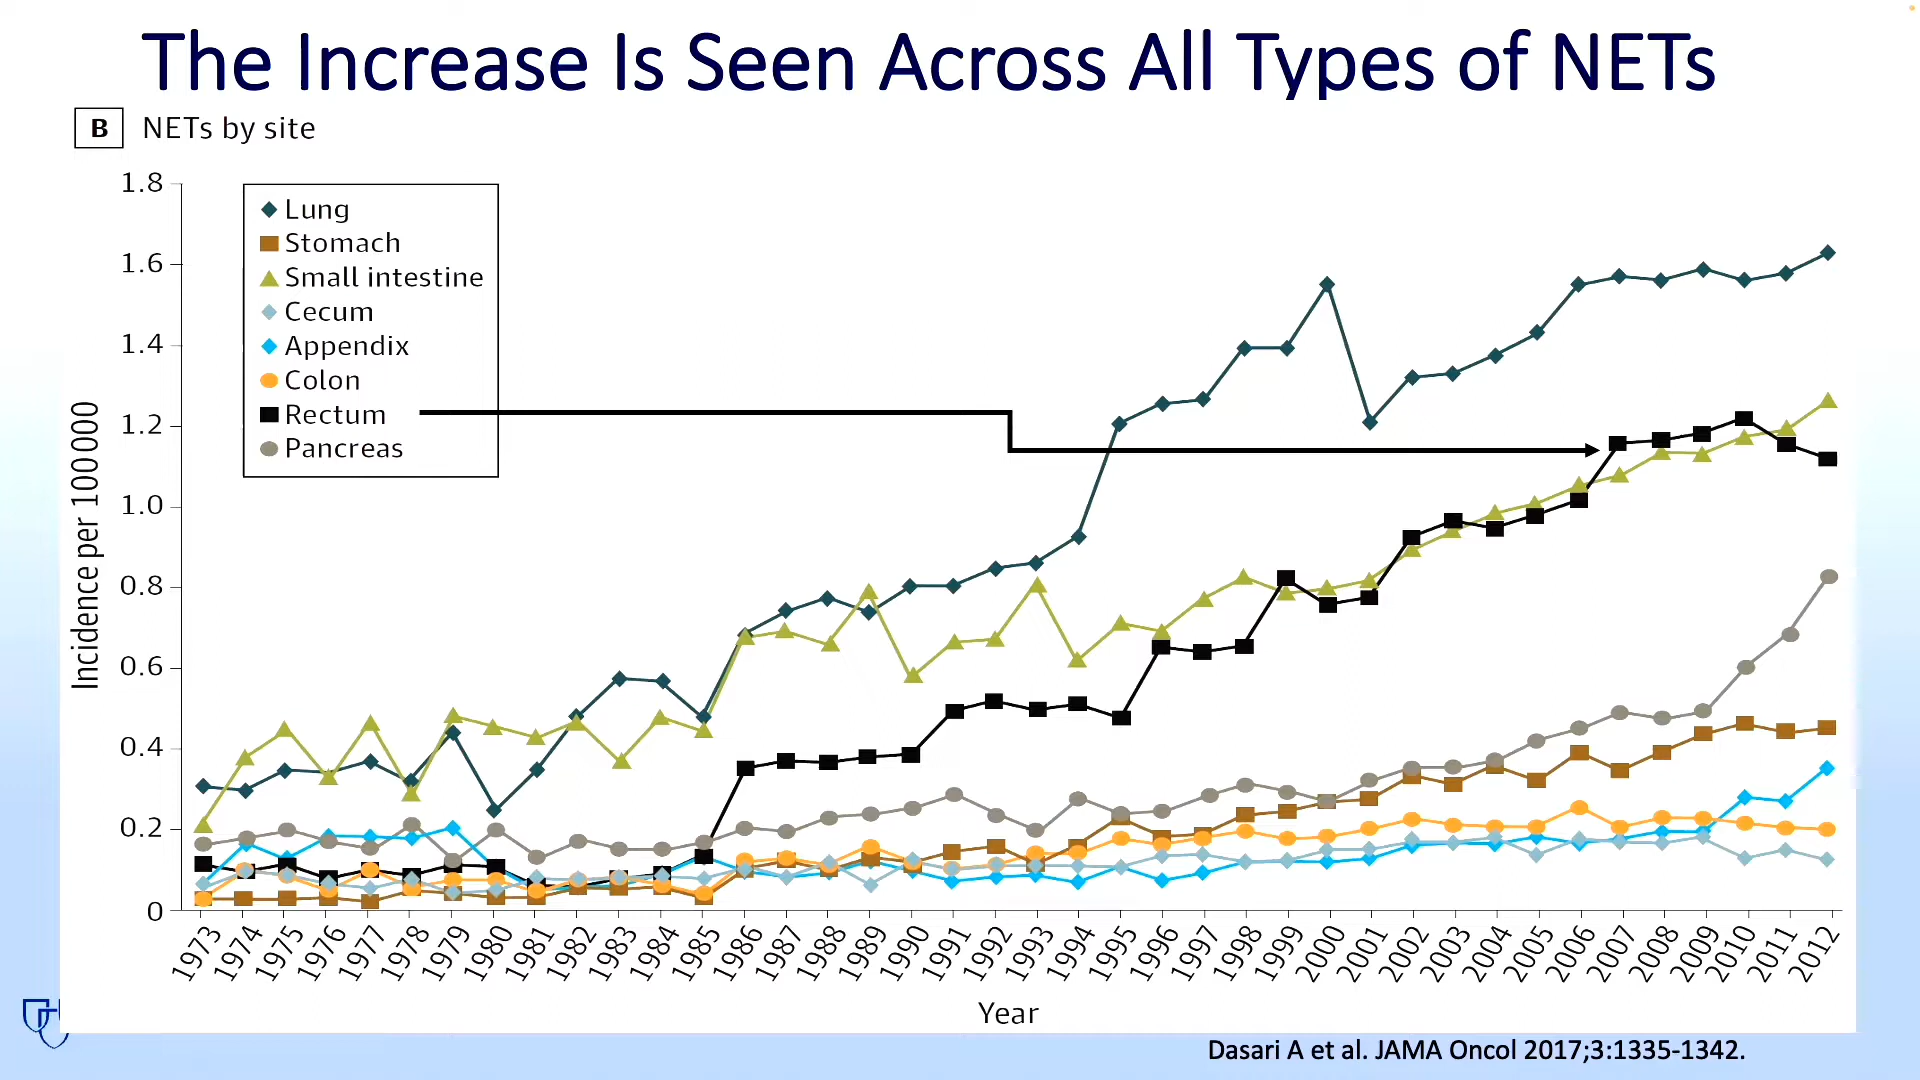 The Increase Is Seen Across All Types of NETs
B NETs by site
1.8
1.6
1.4
1.2
1.0
0.8
0.6
0.4
0.2
0
Incidence per 100 000
Lung
Stomach
Small intestine
Cecum
Appendix
Colon
Rectum
Pancreas
1973 1974 1975 1976 1977 1978 1979 1980 1981 1982 1983 1984 1985 1986 1987 1988 1989 1990 1991 1992 1993 1994 1995 1996 1997 1998 1999 2000 2001 2002 2003 2004 2005 2006 2007 2008 2009 2010 2011 2012
Year
Dasari A et al. JAMA Oncol 2017;3:1335-1342.